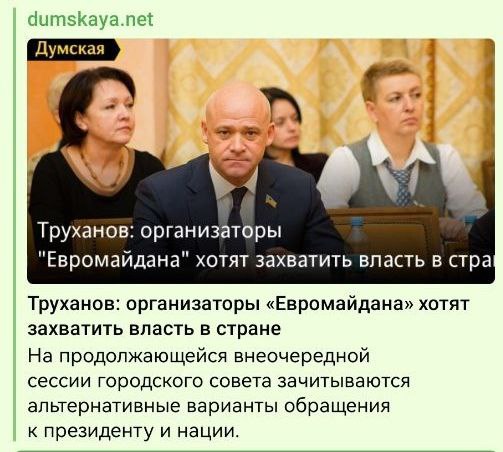 dumskaya.net
Думская
Труханов: организаторы
"Евромайдана" хотят захватить власть в стра
Труханов: организаторы «Евромайдана» хотят
захватить власть в стране
На продолжающейся внеочередной
сессии городского совета зачитываются
альтернативные варианты обращения
к президенту и нации.